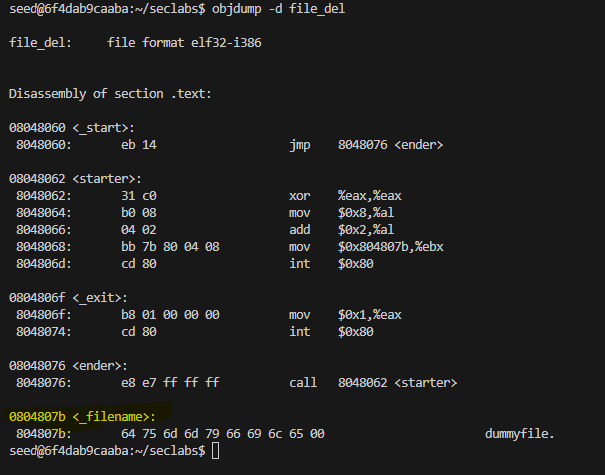 seed@6f4dab9caaba:~/seclabs$ objdump -d file_del
file_del:     file format elf32-i386
Disassembly of section .text:
08048060 <_start>:
 8048060:	eb 14                	jmp    8048076 <ender>
08048062 <starter>:
 8048062:	31 c0                	xor    %eax,%eax
 8048064:	b0 08                	mov    $0x8,%al
 8048066:	04 02                	add    $0x2,%al
 8048068:	bb 7b 80 04 08       	mov    $0x804807b,%ebx
 804806d:	cd 80                	int    $0x80
0804806f <_exit>:
 804806f:	b8 01 00 00 00       	mov    $0x1,%eax
 8048074:	cd 80                	int    $0x80
08048076 <ender>:
 8048076:	e8 e7 ff ff ff       	call   8048062 <starter>
0804807b <_filename>:
 804807b:	64 75 6d 6d 79 66 69 6c 65 00                       dummyfile.
seed@6f4dab9caaba:~/seclabs$